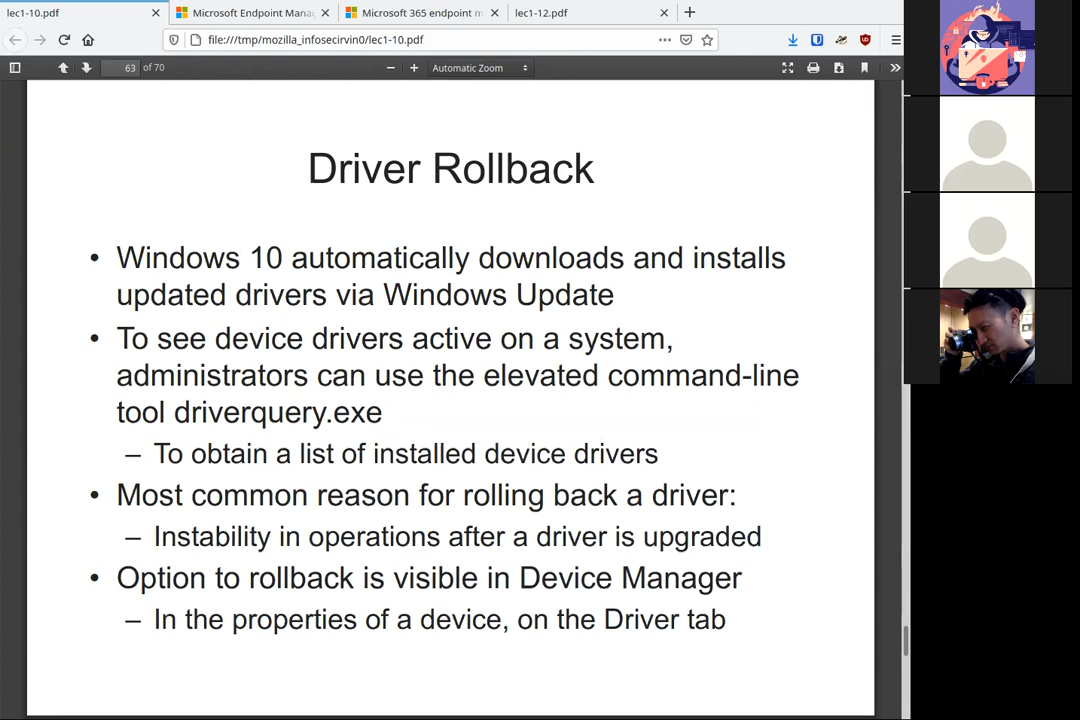 lec1-10.pdf
Microsoft Endpoint Mana
Microsoft 365 endpoint m
lec1-12.pdf
file:///tmp/mozilla_infosecirvin0/lec1-10.pdf
63 of 70
Automatic Zoom
Driver Rollback
• Windows 10 automatically downloads and installs
updated drivers via Windows Update
• To see device drivers active on a system,
administrators can use the elevated command-line
tool driverquery.exe
– To obtain a list of installed device drivers
• Most common reason for rolling back a driver:
– Instability in operations after a driver is upgraded
• Option to rollback is visible in Device Manager
– In the properties of a device, on the Driver tab